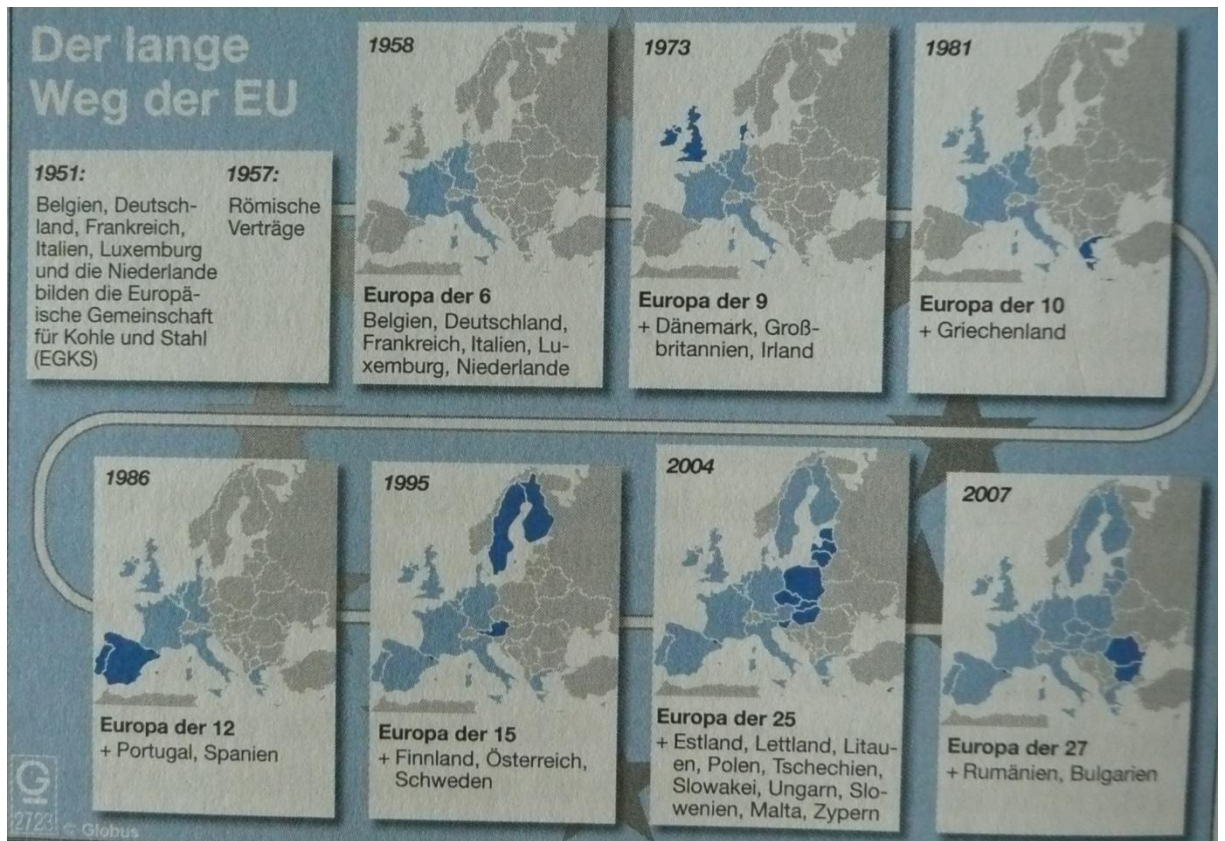 Der lange
Weg der EU
1951:
Belgien, Deutsch-
land, Frankreich,
Italien, Luxemburg
und die Niederlande
bilden die Europä-
ische Gemeinschaft
für Kohle und Stahl
(EGKS)
1957:
Römische
Verträge
1958
Europa der 6
Belgien, Deutschland,
Frankreich, Italien, Lu-
xemburg, Niederlande
1973
Europa der 9
+ Dänemark, Groß-
britannien, Irland
1981
Europa der 10
+ Griechenland
1986
Europa der 12
+ Portugal, Spanien
1995
Europa der 15
+ Finnland, Österreich,
Schweden
2004
Europa der 25
+ Estland, Lettland, Litau-
en, Polen, Tschechien,
Slowakei, Ungarn, Slo-
wenien, Malta, Zypern
2007
Europa der 27
+ Rumänien, Bulgarien
G
2723 © Globus